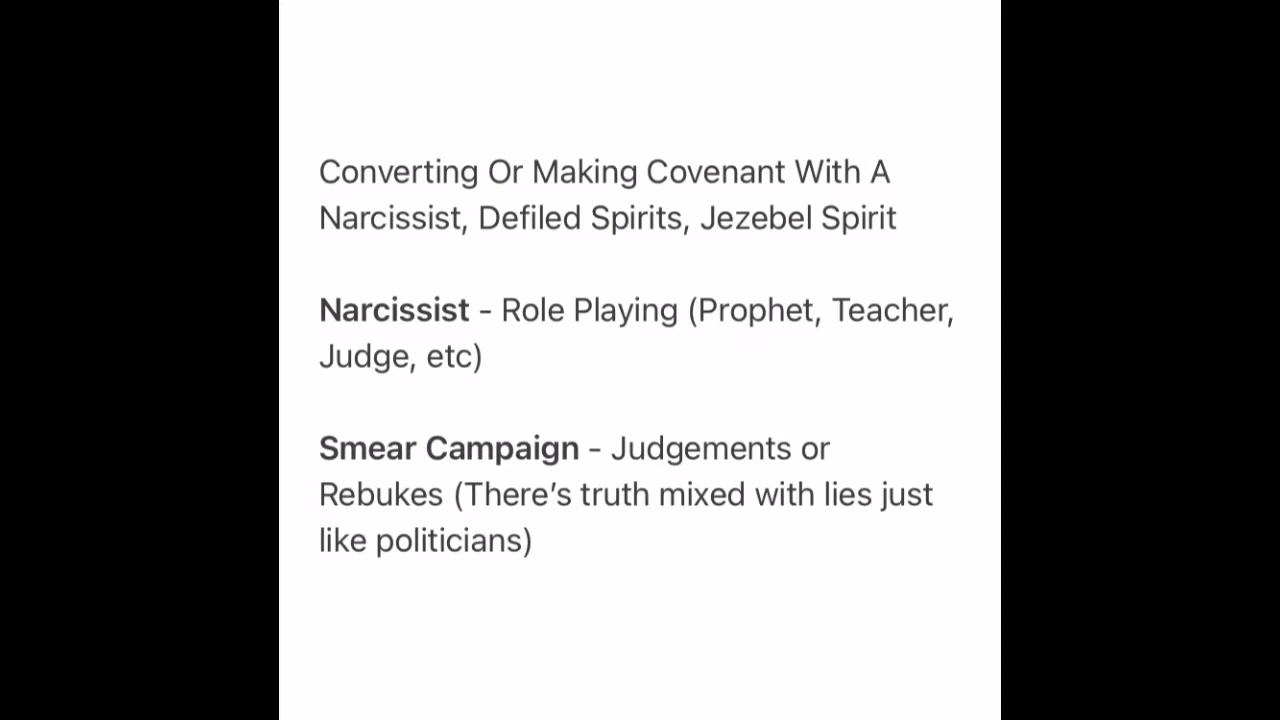 Converting Or Making Covenant With A
Narcissist, Defiled Spirits, Jezebel Spirit
Narcissist - Role Playing (Prophet, Teacher,
Judge, etc)
Smear Campaign - Judgements or
Rebukes (There’s truth mixed with lies just
like politicians)